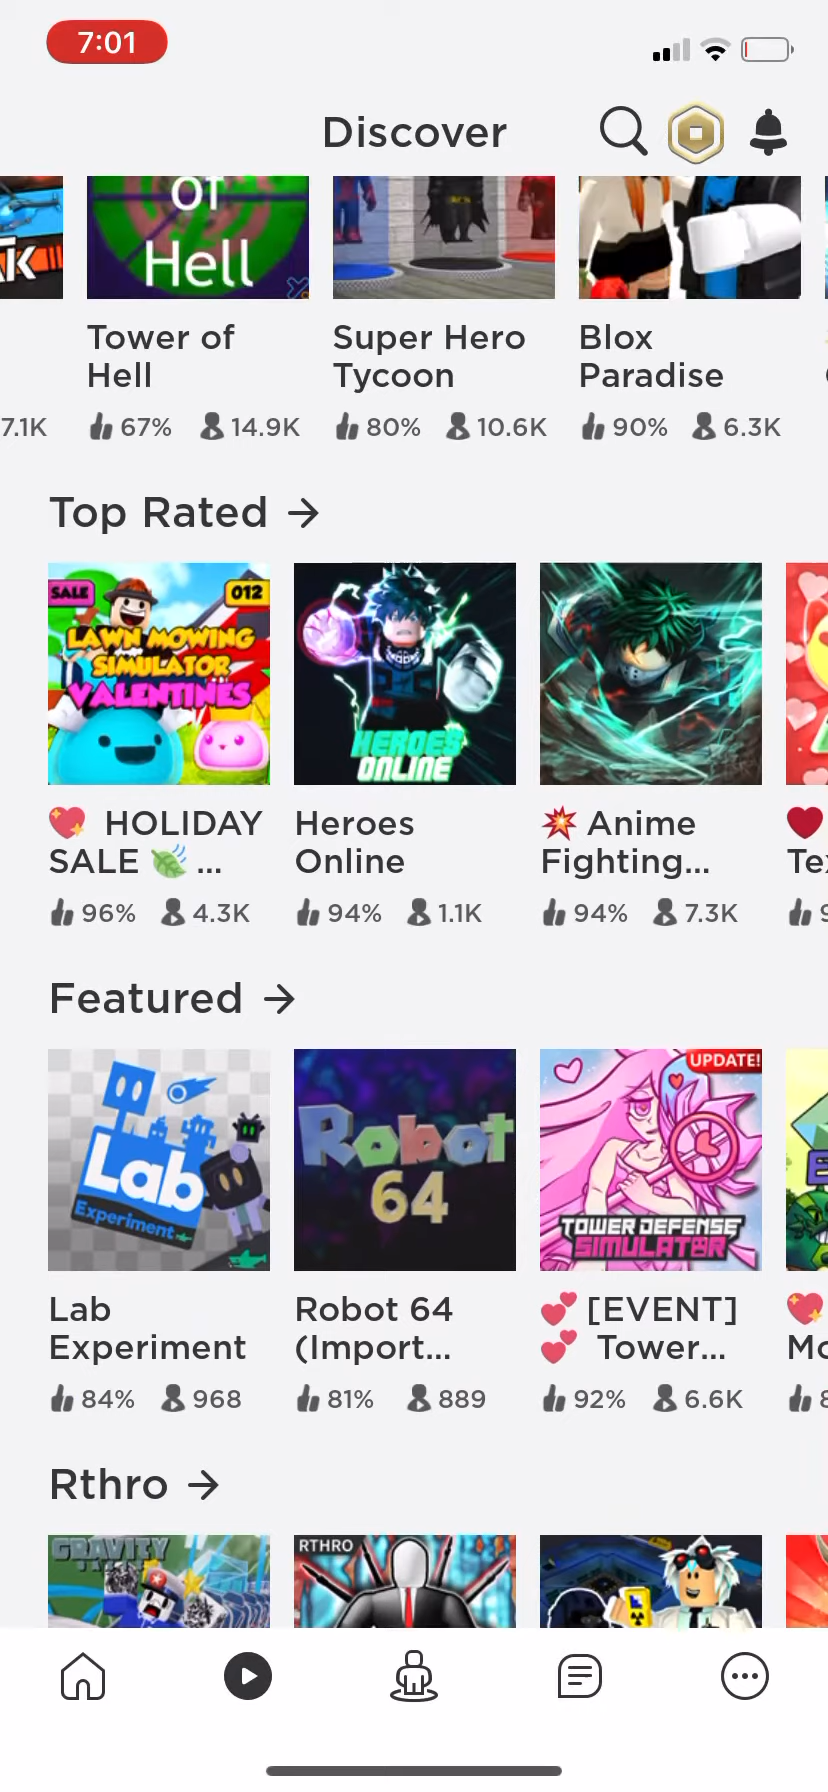 7:01
Discover
of
Hell
Tower of
Hell
67% 14.9K
Super Hero
Tycoon
80% 10.6K
Blox
Paradise
90% 6.3K
7.1K
Top Rated →
SALE
012
LAWN MOWING
SIMULATOR
VALENTINES
💖 HOLIDAY
SALE 🍃 ...
96% 4.3K
HEROES
ONLINE
Heroes
Online
94% 1.1K
💥 Anime
Fighting...
94% 7.3K
Featured →
Lab
Experiment
Lab
Experiment
84% 968
Robot
64
Robot 64
(Import...
81% 889
UPDATE!
TOWER DEFENSE
SIMULATOR
💕 [EVENT]
💕 Tower...
92% 6.6K
Rthro →
GRAVITY
RTHRO